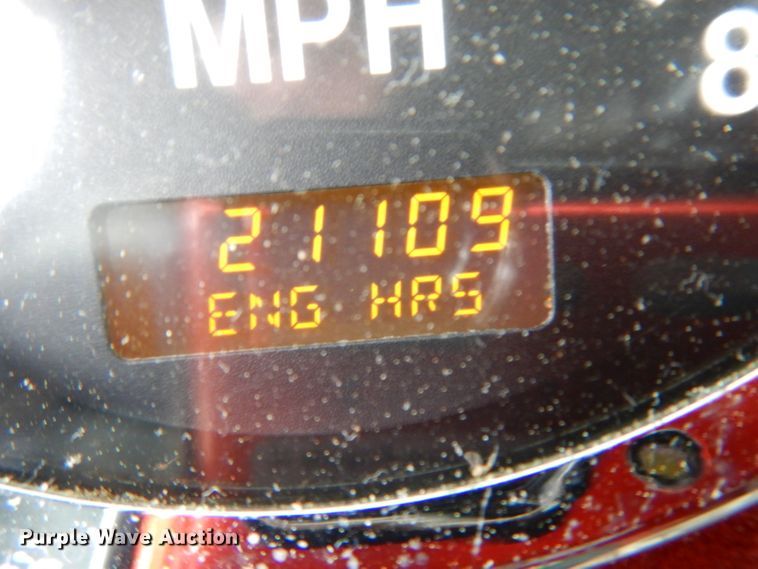 MPH
8
21109
ENG HRS
Purple Wave Auction